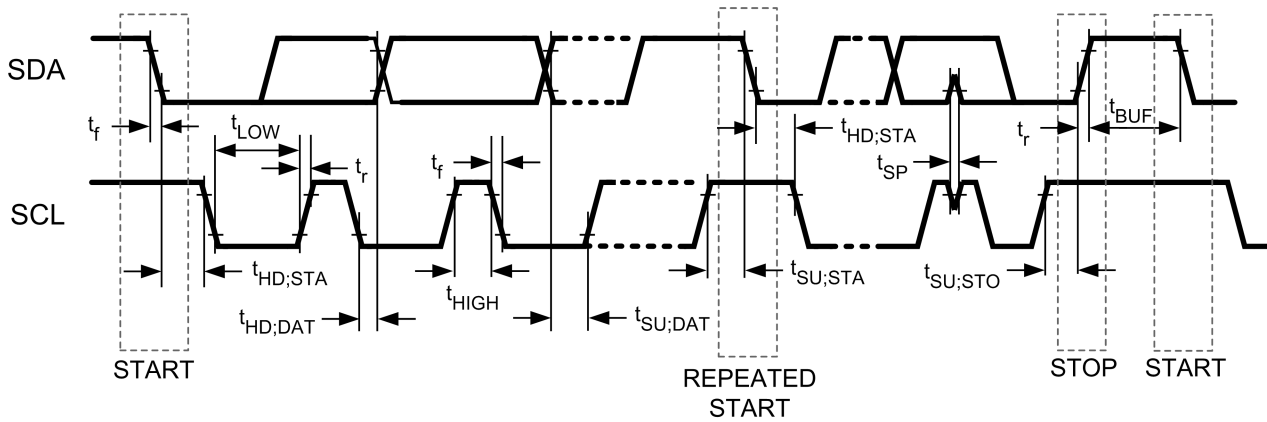 SDA
t_f
t_LOW
t_r
t_f
t_HD;STA
t_SP
t_r
t_BUF
SCL
t_HD;STA
t_HD;DAT
t_HIGH
t_SU;DAT
t_SU;STA
t_SU;STO
START
REPEATED
START
STOP
START